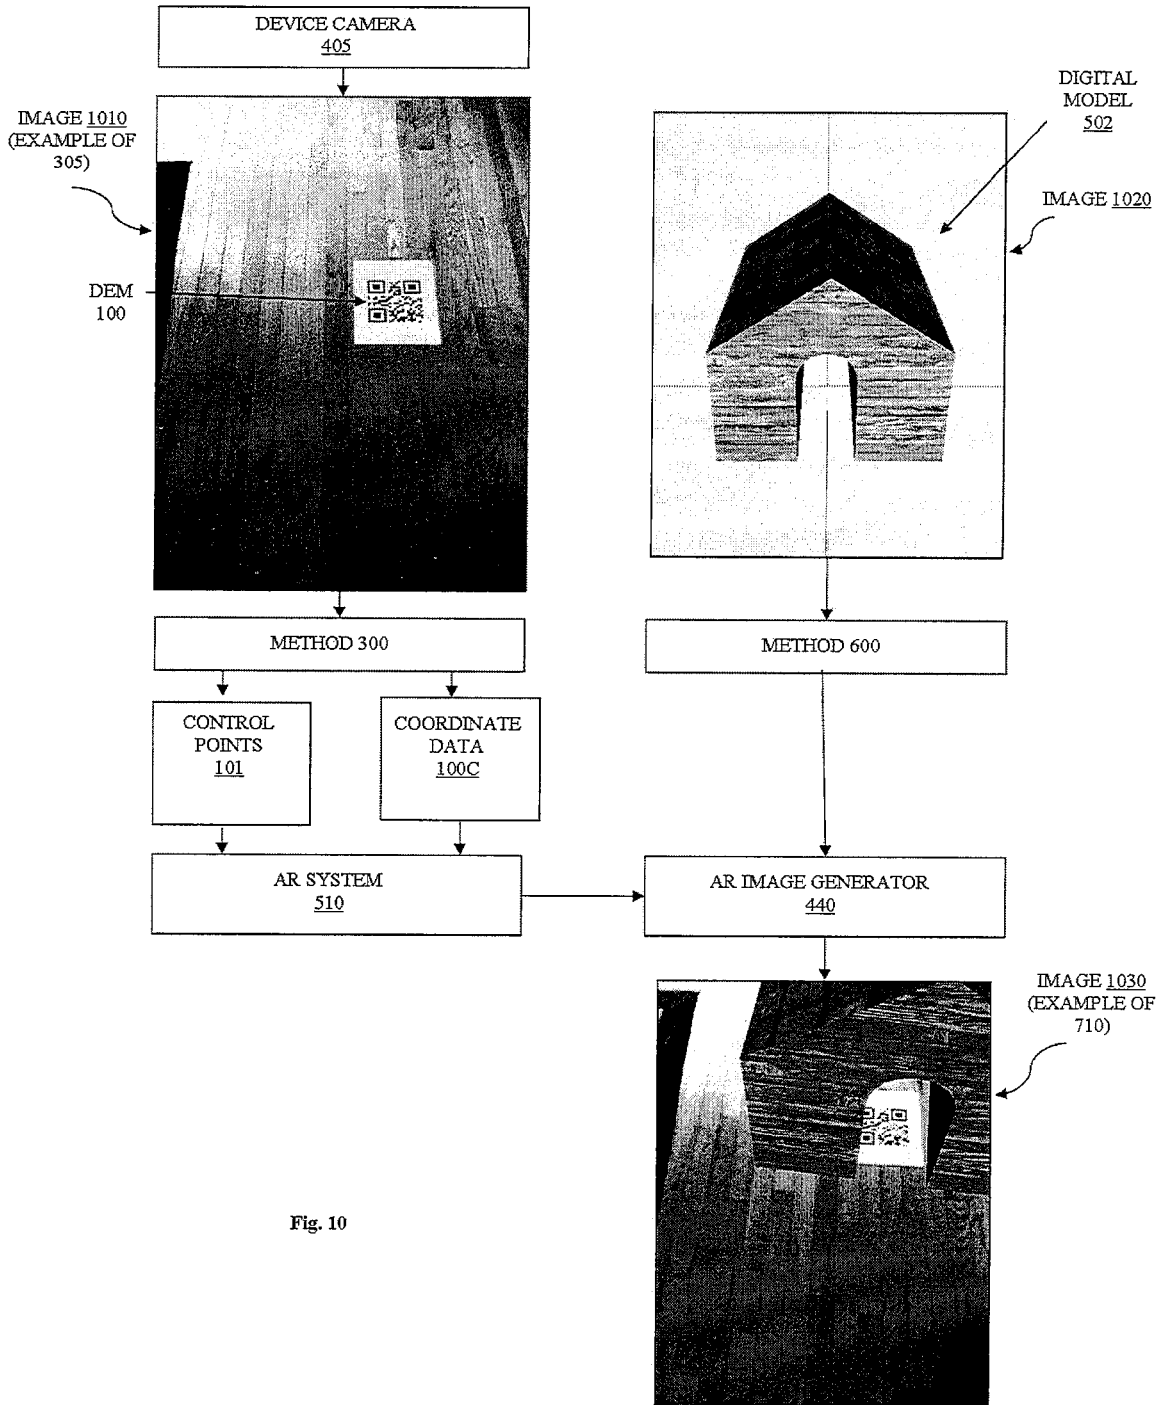 DEVICE CAMERA
405
IMAGE 1010
(EXAMPLE OF
305)
DEM
100
DIGITAL
MODEL
502
IMAGE 1020
METHOD 300
METHOD 600
CONTROL
POINTS
101
COORDINATE
DATA
100C
AR SYSTEM
510
AR IMAGE GENERATOR
440
IMAGE 1030
(EXAMPLE OF
710)
Fig. 10